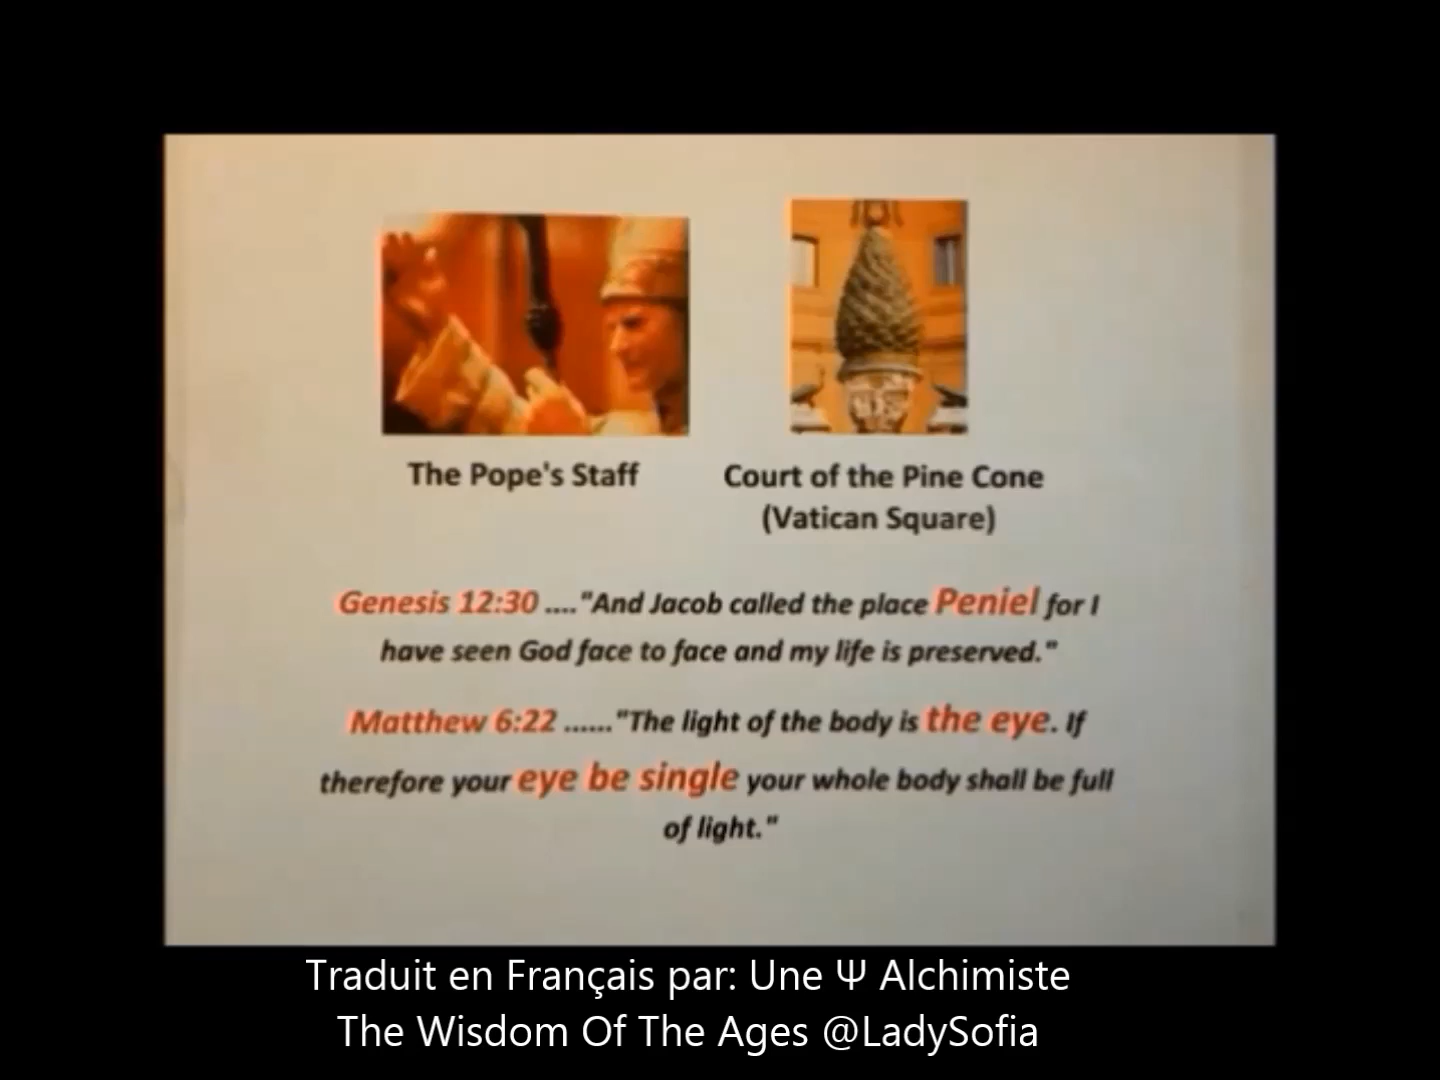 The Pope's Staff
Court of the Pine Cone
(Vatican Square)
Genesis 12:30 ...."And Jacob called the place Peniel for I
have seen God face to face and my life is preserved."
Matthew 6:22 ......"The light of the body is the eye. If
therefore your eye be single your whole body shall be full
of light."
Traduit en Français par: Une Ψ Alchimiste
The Wisdom Of The Ages @LadySofia